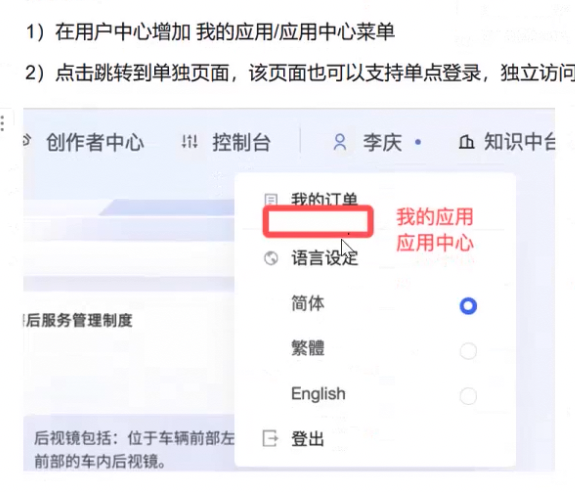 1）在用户中心增加 我的应用/应用中心菜单
2）点击跳转到单独页面，该页面也可以支持单点登录，独立访问
创作者中心 控制台 李庆 知识中台
我的订单
我的应用
应用中心
语言设定
简体
后服务管理制度
繁體
English
后视镜包括：位于车辆前部左
登出
前部的车内后视镜。